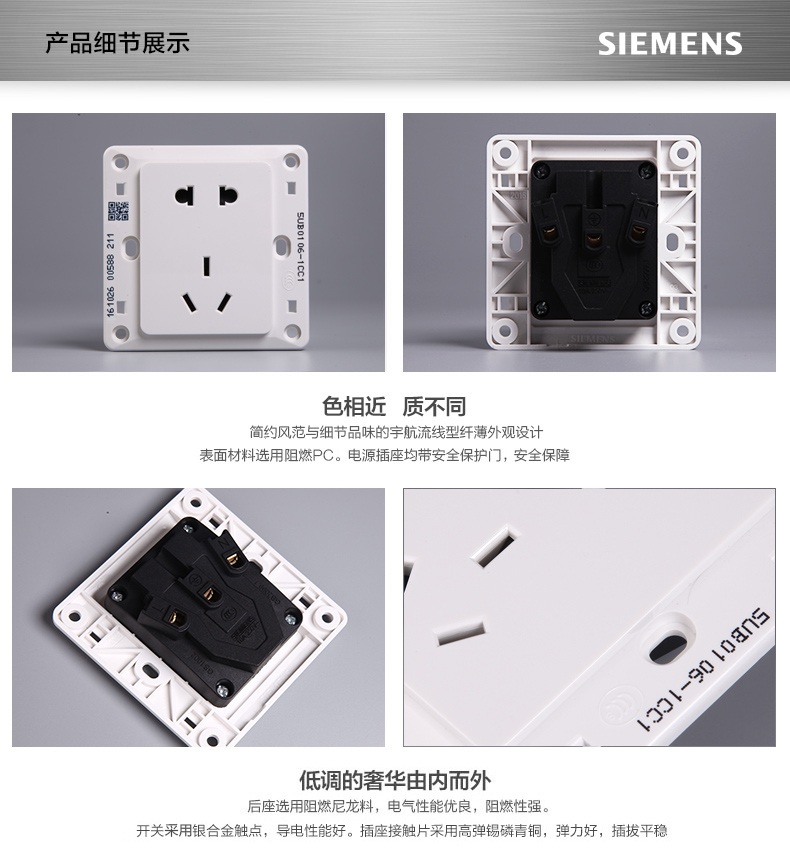 产品细节展示
SIEMENS
161026 00588 211
5UB0106-1CC1
N
SIEMENS
色相近 质不同
简约风范与细节品味的宇航流线型纤薄外观设计
表面材料选用阻燃PC。电源插座均带安全保护门，安全保障
5UB0106-1CC1
低调的奢华由内而外
后座选用阻燃尼龙料，电气性能优良，阻燃性强。
开关采用银合金触点，导电性能好。插座接触片采用高弹锡磷青铜，弹力好，插拔平稳